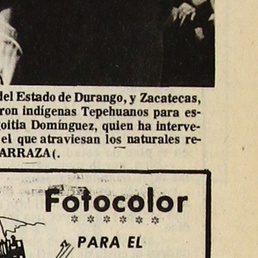 del Estado de Durango, y Zacatecas,
ron indígenas Tepehuanos para es-
oitia Domínguez, quien ha interve-
el que atraviesan los naturales re-
ARRAZA(.
Fotocolor
PARA EL